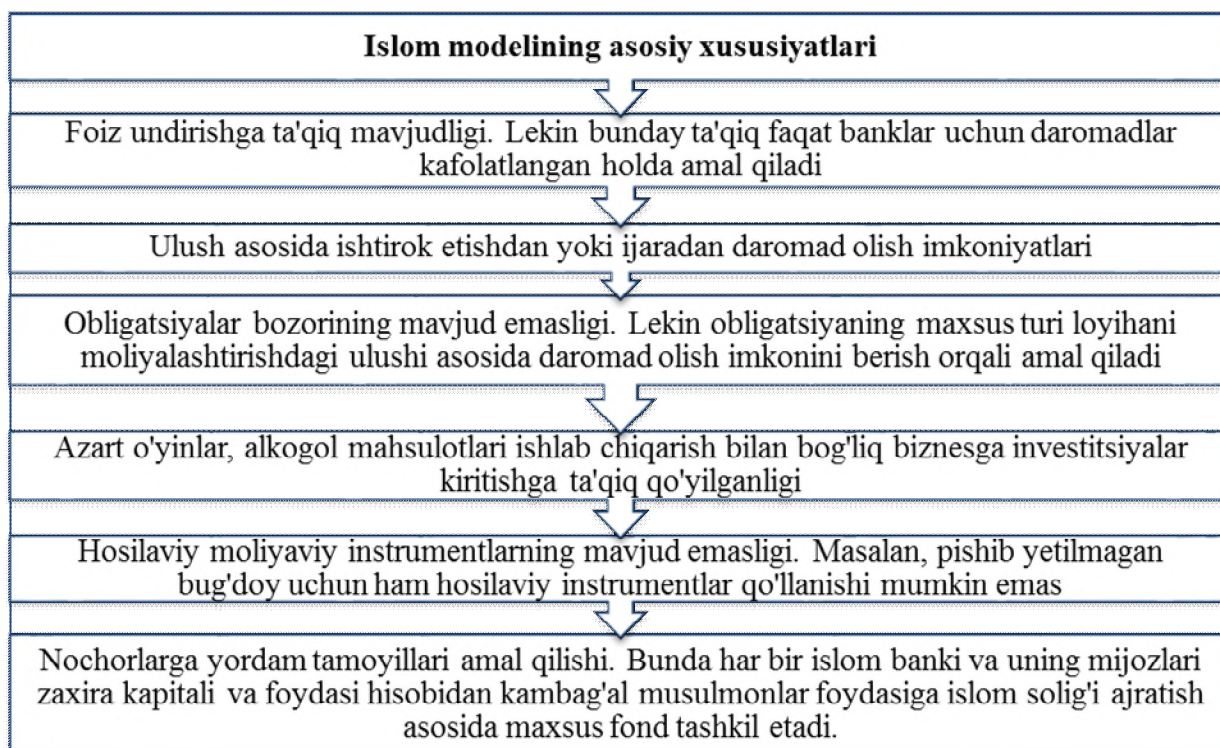 Islom modelining asosiy xususiyatlari
Foiz undirishga ta'qiq mavjudligi. Lekin bunday ta'qiq faqat banklar uchun daromadlar
kafolatlangan holda amal qiladi
Ulush asosida ishtirok etishdan yoki ijaradan daromad olish imkoniyatlari
Obligatsiyalar bozorining mavjud emasligi. Lekin obligatsiyaning maxsus turi loyihani
moliyalashtirishdagi ulushi asosida daromad olish imkonini berish orqali amal qiladi
Azart o'yinlar, alkogol mahsulotlari ishlab chiqarish bilan bog'liq biznesga investitsiyalar
kiritishga ta'qiq qo'yilganligi
Hosilaviy moliyaviy instrumentlarning mavjud emasligi. Masalan, pishib yetilmagan
bug'doy uchun ham hosilaviy instrumentlar qo'llanishi mumkin emas
Nochorlarga yordam tamoyillari amal qilishi. Bunda har bir islom banki va uning mijozlari
zaxira kapitali va foydasi hisobidan kambag'al musulmonlar foydasiga islom solig'i ajratish
asosida maxsus fond tashkil etadi.